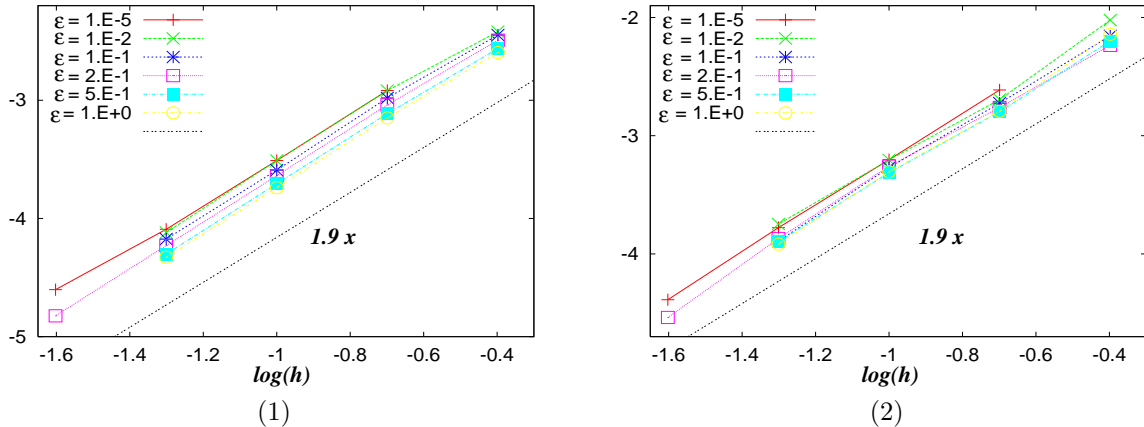 ε = 1.E-5
ε = 1.E-2
ε = 1.E-1
ε = 2.E-1
ε = 5.E-1
ε = 1.E+0
-3
-4
-5
1.9 x
-1.6 -1.4 -1.2 -1 -0.8 -0.6 -0.4
log(h)
(1)
-2
ε = 1.E-5
ε = 1.E-2
ε = 1.E-1
ε = 2.E-1
ε = 5.E-1
ε = 1.E+0
-3
-4
1.9 x
-1.6 -1.4 -1.2 -1 -0.8 -0.6 -0.4
log(h)
(2)